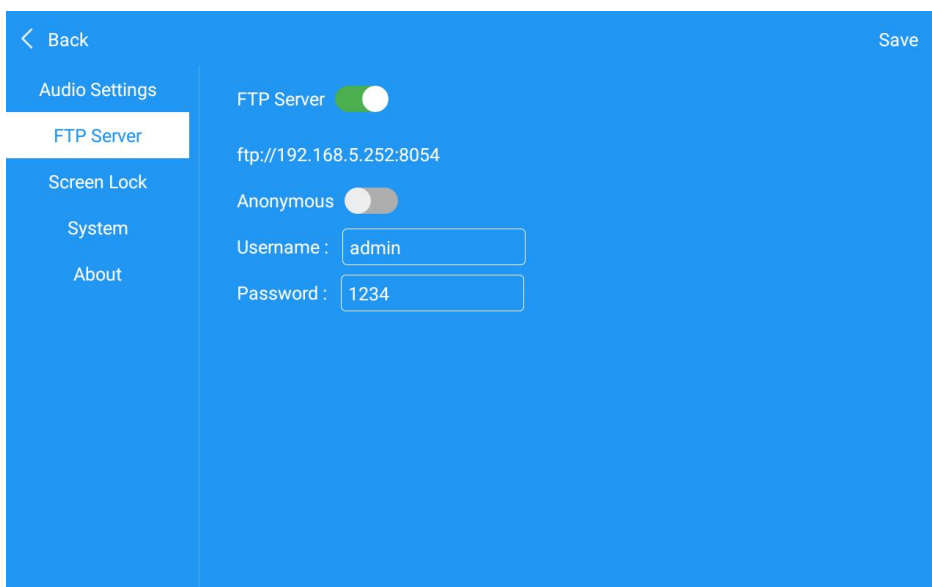 Back
Save
Audio Settings
FTP Server
Screen Lock
System
About
FTP Server
ftp://192.168.5.252:8054
Anonymous
Username : admin
Password : 1234